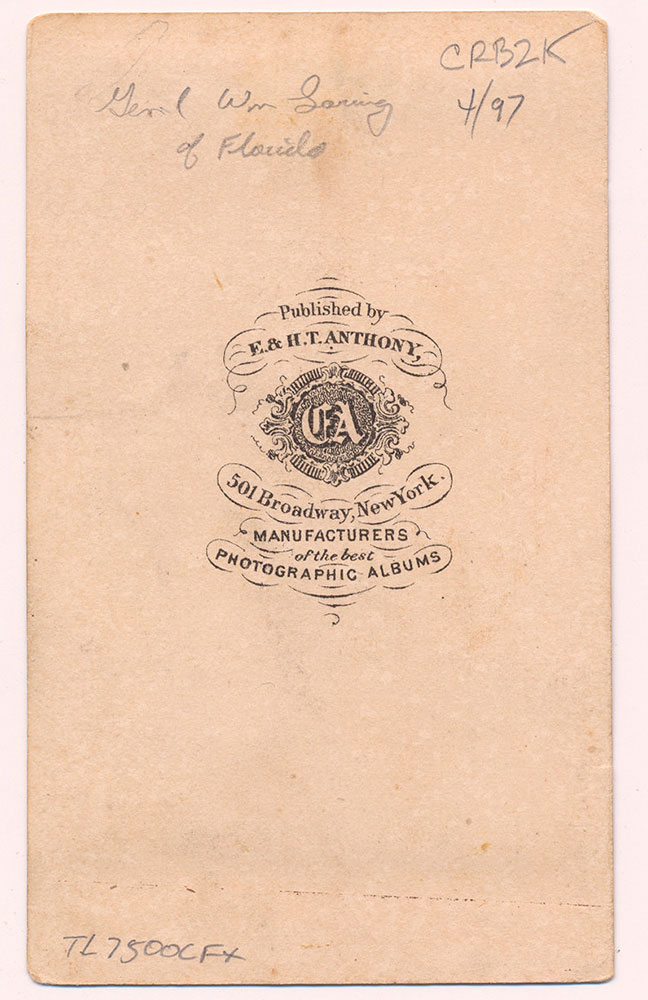 CRB2K
4/97
Genl Wm Loring
of Florida
Published by
E. & H.T. ANTHONY,
EA
501 Broadway, New York.
MANUFACTURERS
of the best
PHOTOGRAPHIC ALBUMS
TL7500CFX